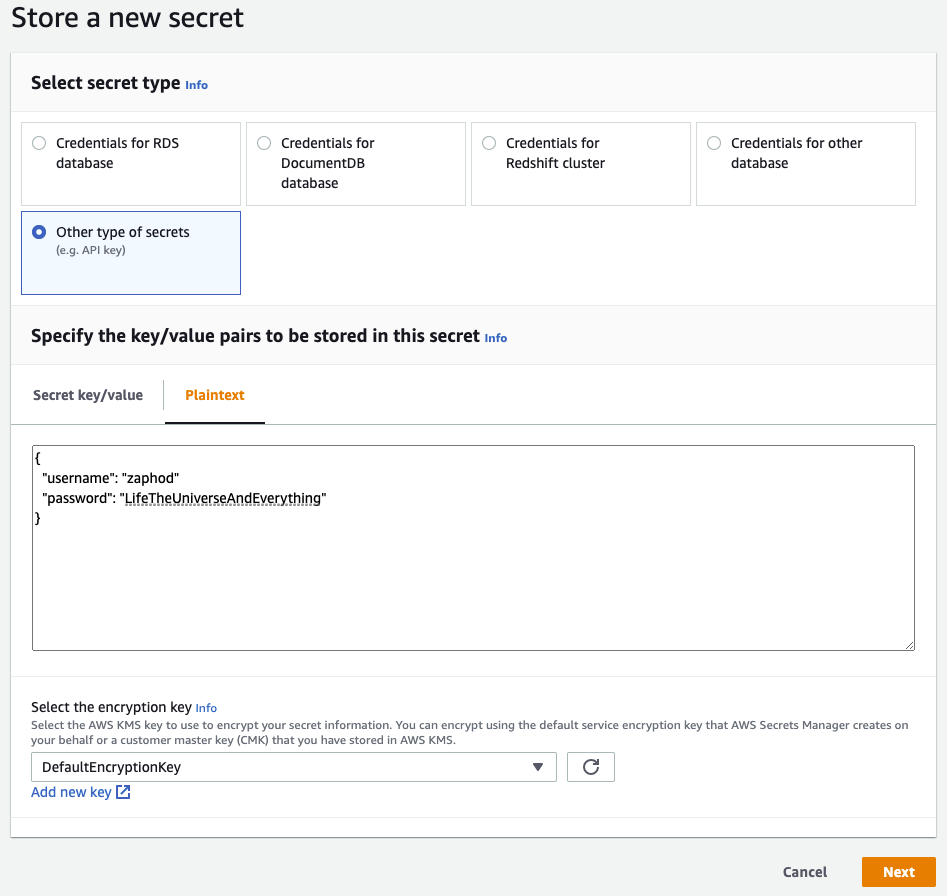 Store a new secret
Select secret type Info
Credentials for RDS
database
Credentials for
DocumentDB
database
Credentials for
Redshift cluster
Credentials for other
database
Other type of secrets
(e.g. API key)
Specify the key/value pairs to be stored in this secret Info
Secret key/value
Plaintext
{
"username": "zaphod"
"password": "LifeTheUniverseAndEverything"
}
Select the encryption key Info
Select the AWS KMS key to use to encrypt your secret information. You can encrypt using the default service encryption key that AWS Secrets Manager creates on
your behalf or a customer master key (CMK) that you have stored in AWS KMS.
DefaultEncryptionKey
Add new key
Cancel
Next